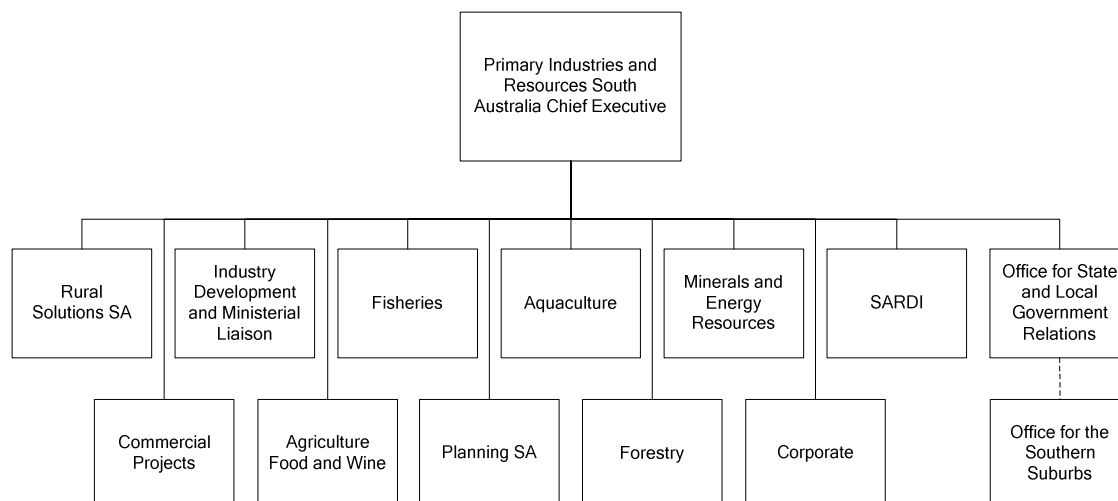 Primary Industries and
Resources South
Australia Chief Executive
Rural
Solutions SA
Industry
Development
and Ministerial
Liaison
Fisheries
Aquaculture
Minerals and
Energy
Resources
SARDI
Office for State
and Local
Government
Relations
Commercial
Projects
Agriculture
Food and Wine
Planning SA
Forestry
Corporate
Office for the
Southern
Suburbs